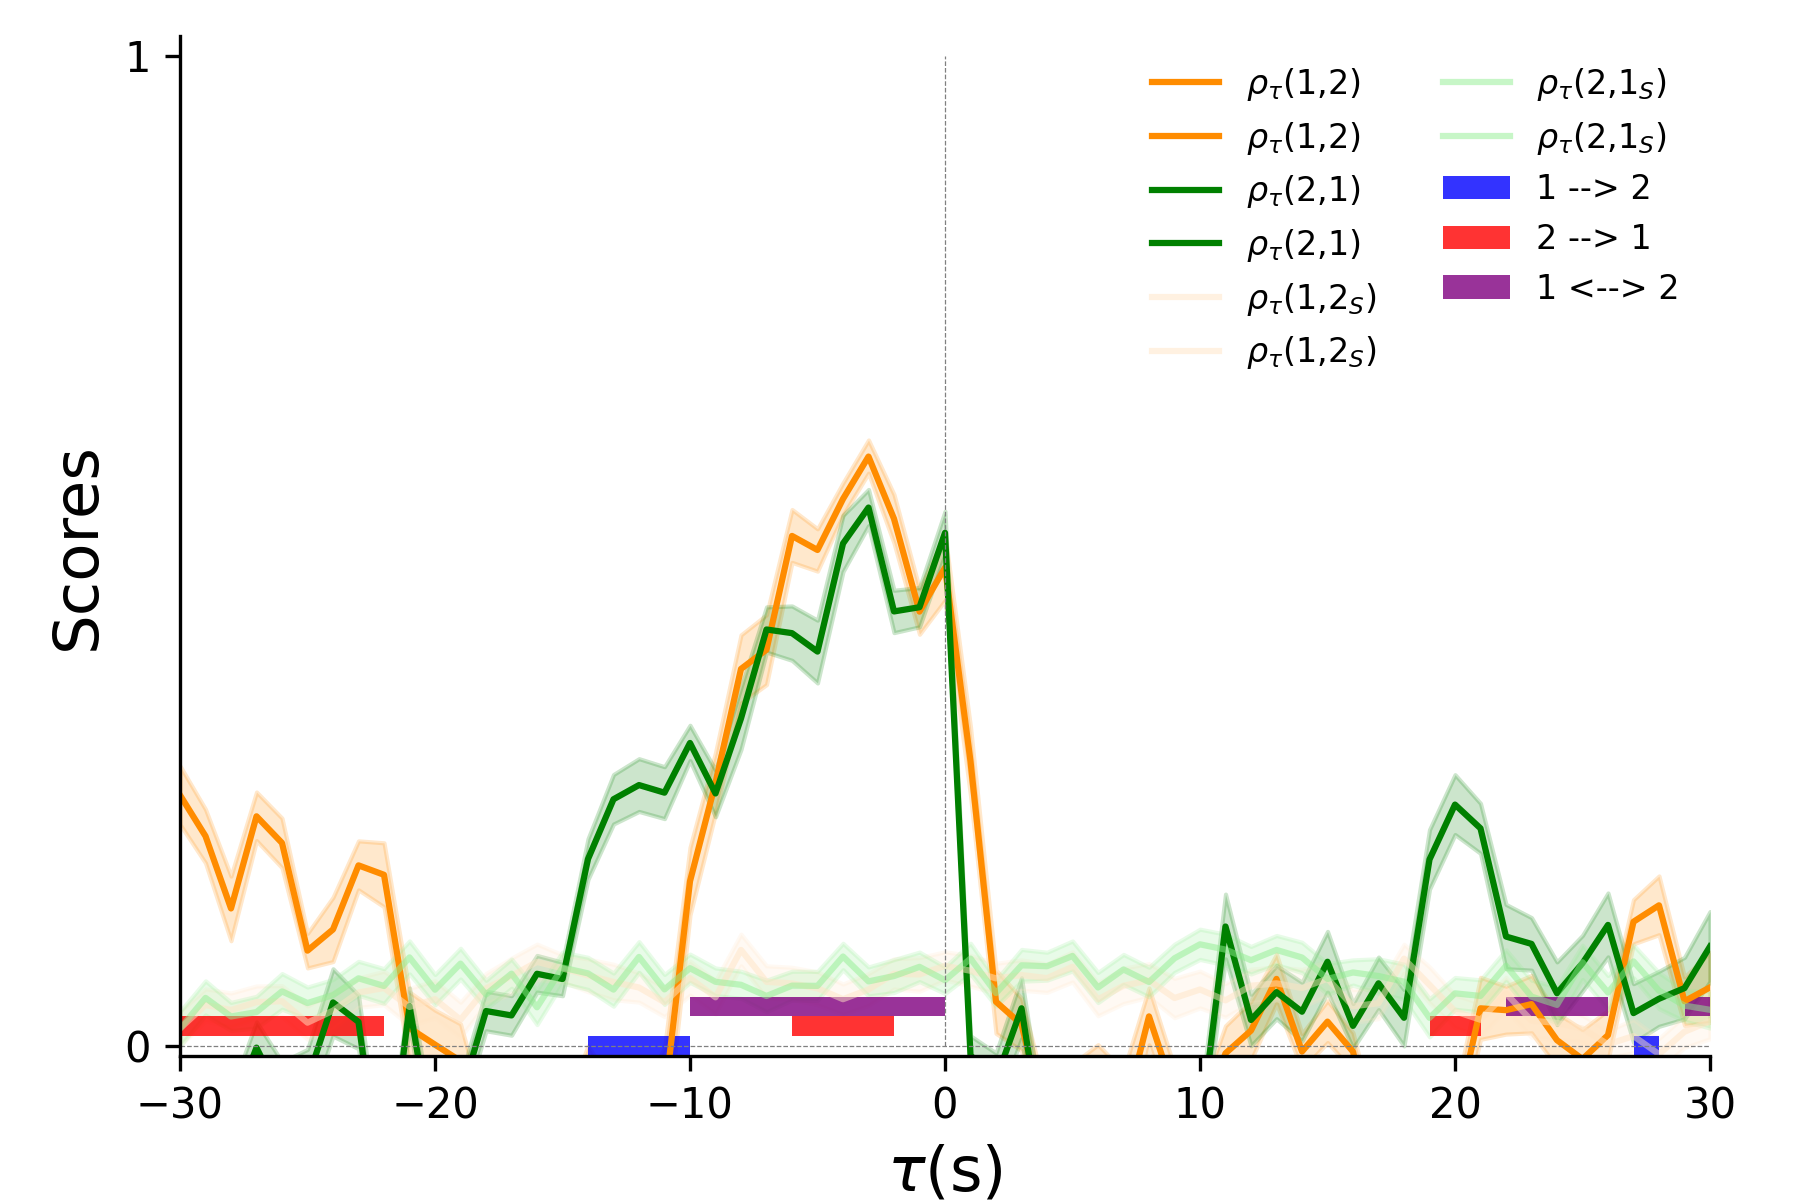 Scores
1
0
−30 −20 −10 0 10 20 30
τ(s)
ρτ(1,2)
ρτ(1,2)
ρτ(2,1)
ρτ(2,1)
ρτ(1,2S)
ρτ(1,2S)
ρτ(2,1S)
ρτ(2,1S)
1 --> 2
2 --> 1
1 <--> 2